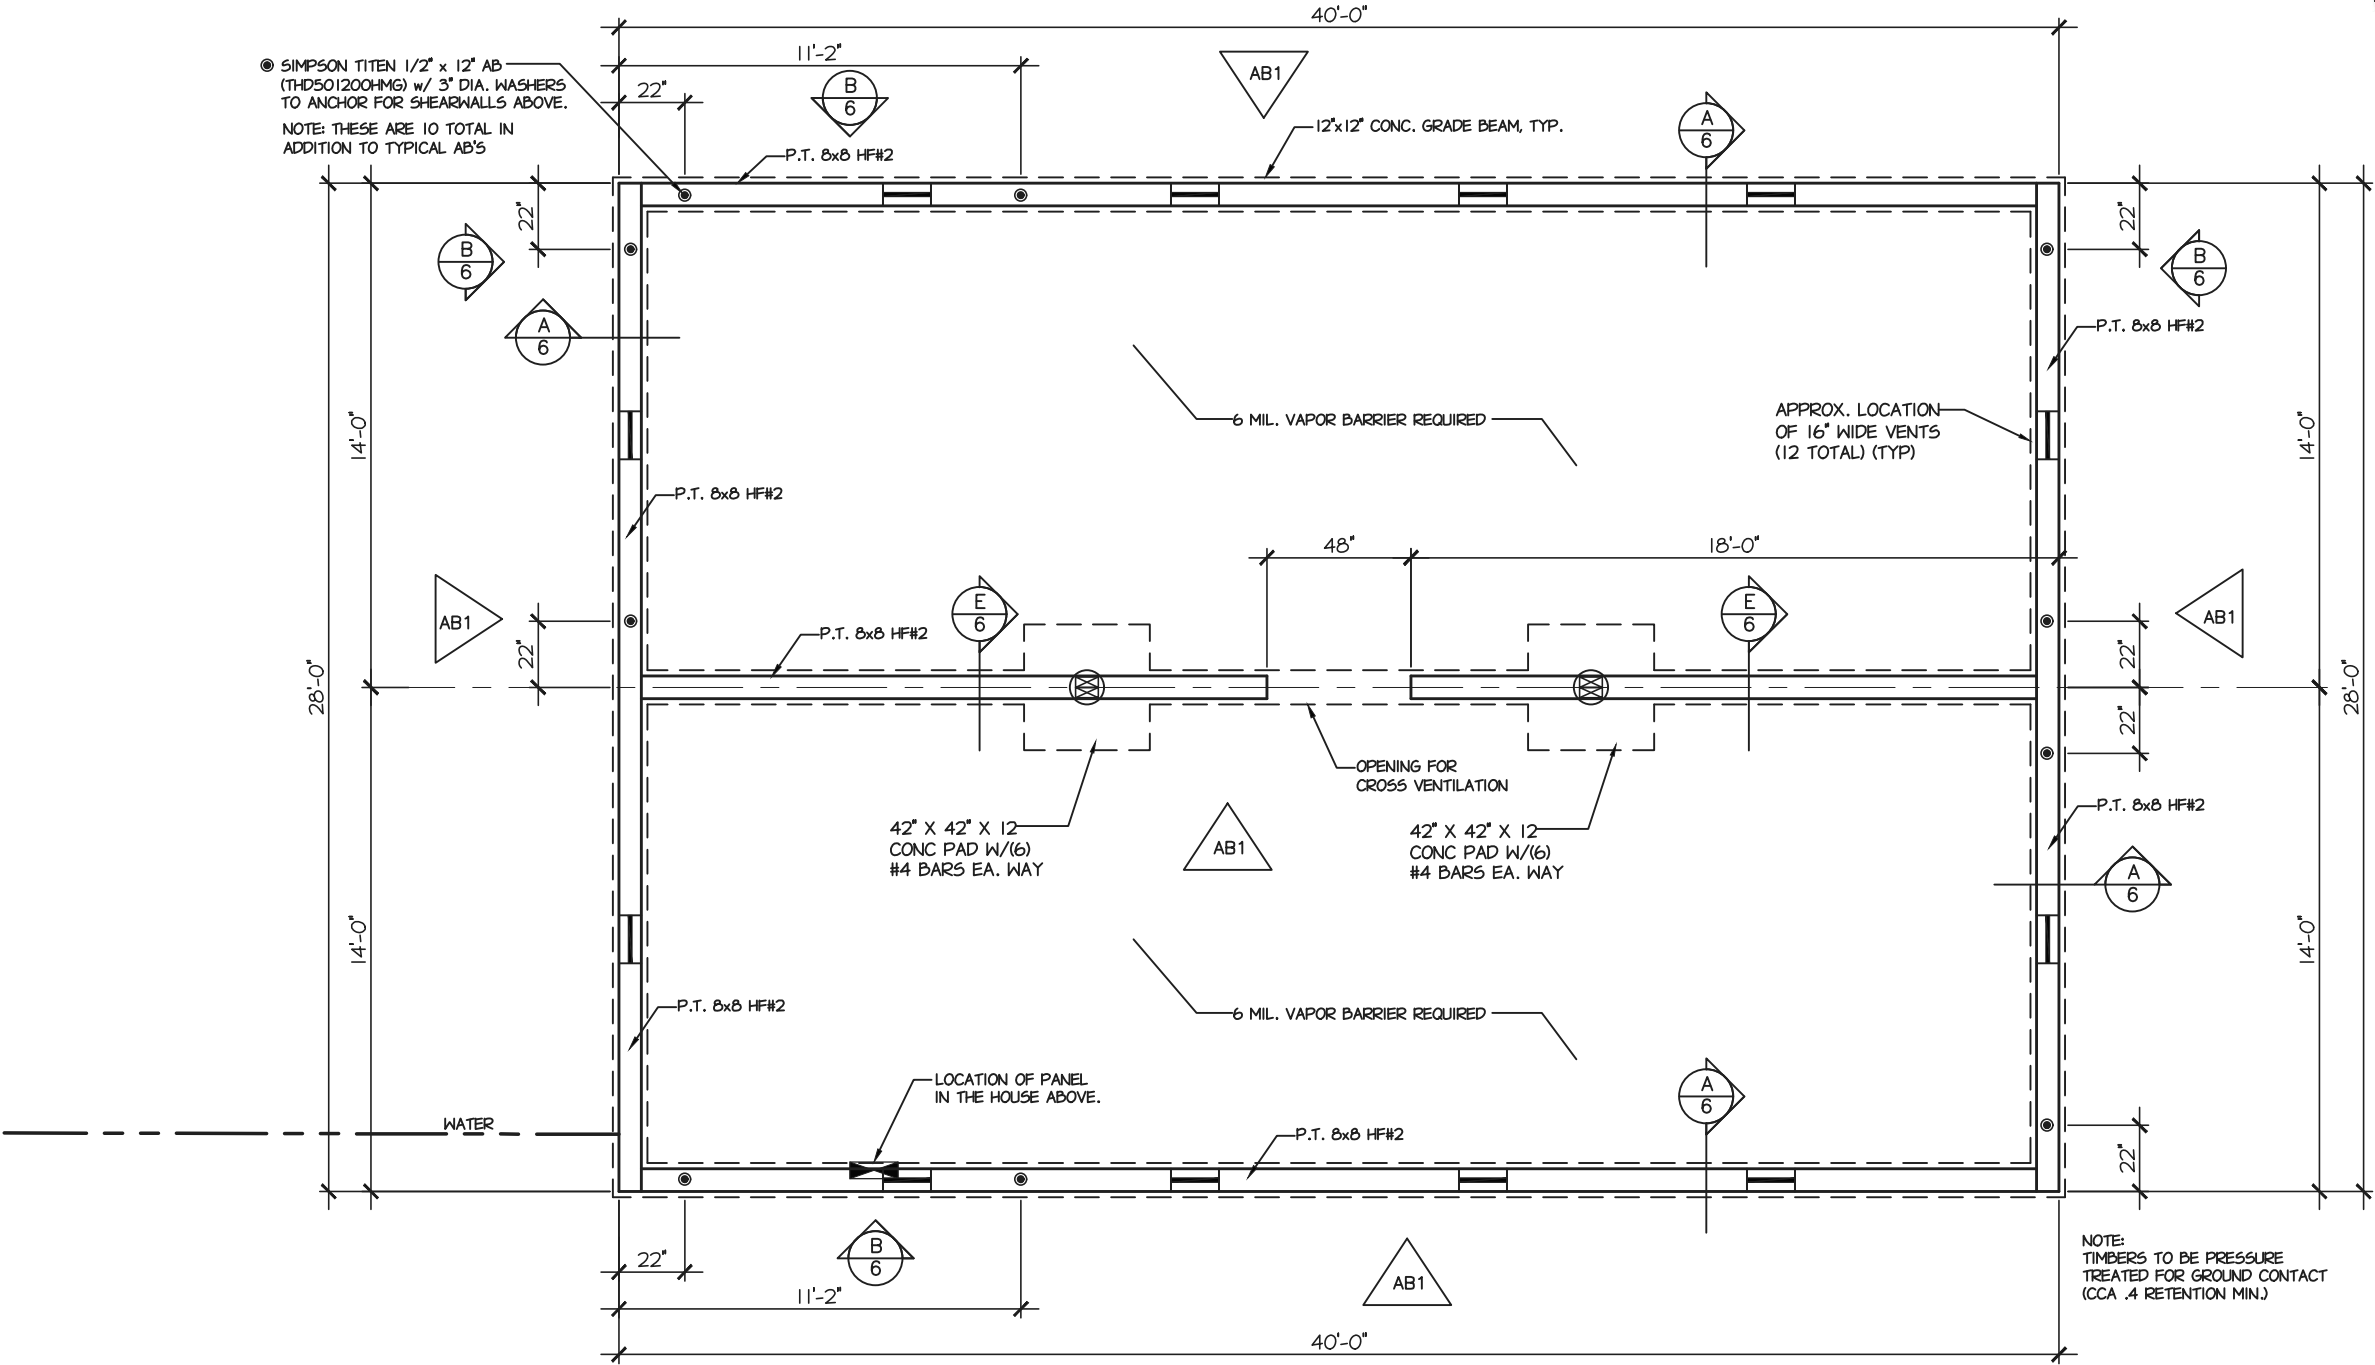 40'-0"
11'-2"
22"
SIMPSON TITEN 1/2" x 12" AB
(THD501200HMG) w/ 3" DIA. WASHERS
TO ANCHOR FOR SHEARWALLS ABOVE.
NOTE: THESE ARE 10 TOTAL IN
ADDITION TO TYPICAL AB'S
B
6
AB1
A
6
12"x12" CONC. GRADE BEAM, TYP.
P.T. 8x8 HF#2
22"
22"
B
6
B
6
A
6
P.T. 8x8 HF#2
14'-0"
6 MIL. VAPOR BARRIER REQUIRED
APPROX. LOCATION
OF 16" WIDE VENTS
(12 TOTAL) (TYP)
14'-0"
P.T. 8x8 HF#2
48"
18'-0"
E
6
E
6
AB1
AB1
P.T. 8x8 HF#2
22"
22"
28'-0"
28'-0"
22"
OPENING FOR
CROSS VENTILATION
42" X 42" X 12
CONC PAD W/(6)
#4 BARS EA. WAY
42" X 42" X 12
CONC PAD W/(6)
#4 BARS EA. WAY
AB1
P.T. 8x8 HF#2
A
6
14'-0"
14'-0"
P.T. 8x8 HF#2
6 MIL. VAPOR BARRIER REQUIRED
LOCATION OF PANEL
IN THE HOUSE ABOVE.
A
6
WATER
P.T. 8x8 HF#2
22"
22"
B
6
AB1
11'-2"
40'-0"
NOTE:
TIMBERS TO BE PRESSURE
TREATED FOR GROUND CONTACT
(CCA .4 RETENTION MIN.)